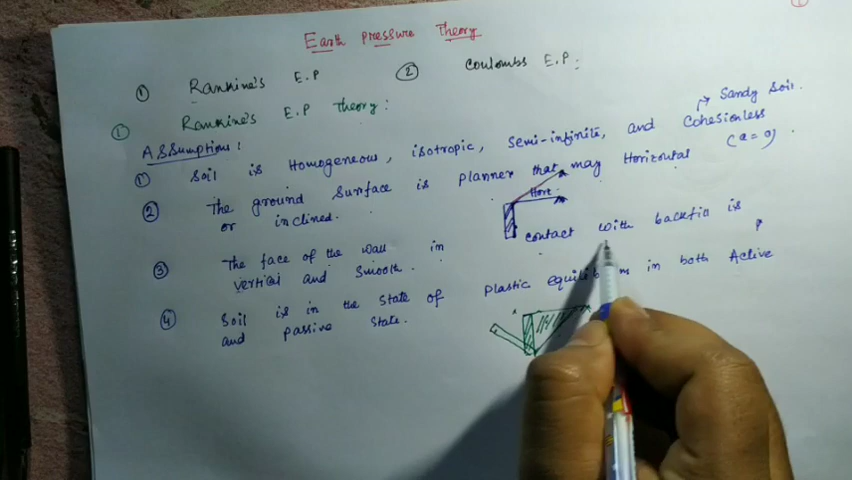 Earth pressure Theory
① Rankine's E.P ② Coulombs E.P:
① Rankine's E.P Theory:
Assumptions:
→ Sandy Soil.
① Soil is Homogeneous, isotropic, semi-infinite, and Cohesionless (c = 0).
② The ground surface is planner that may Horizontal
or inclined.
Hori.
③ The face of the wall in contact with backfill is
vertical and Smooth.
④ Soil is in the state of plastic equilibrium in both Active
and passive state.